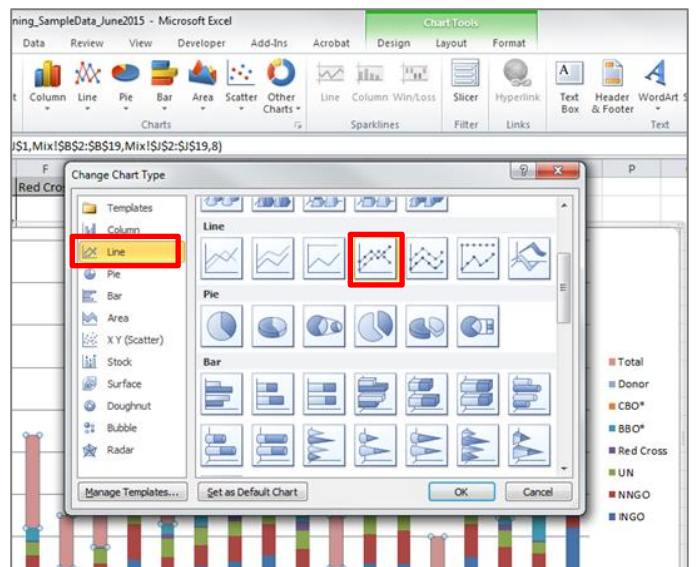 ning_SampleData_June2015 - Microsoft Excel
Chart Tools
Data Review View Developer Add-Ins Acrobat Design Layout Format
Column Line Pie Bar Area Scatter Other Charts
Line Column Win/Loss Slicer Hyperlink Text Box Header & Footer WordArt
Charts Sparklines Filter Links Text
J$1,Mix!$B$2:$B$19,Mix!$J$2:$J$19,8)
F P
Red Cro
Change Chart Type
Templates
Column
Line
Pie
Bar
Area
X Y (Scatter)
Stock
Surface
Doughnut
Bubble
Radar
Line
Pie
Bar
Manage Templates...
Set as Default Chart
OK
Cancel
Total
Donor
CBO*
BBO*
Red Cross
UN
NNGO
INGO